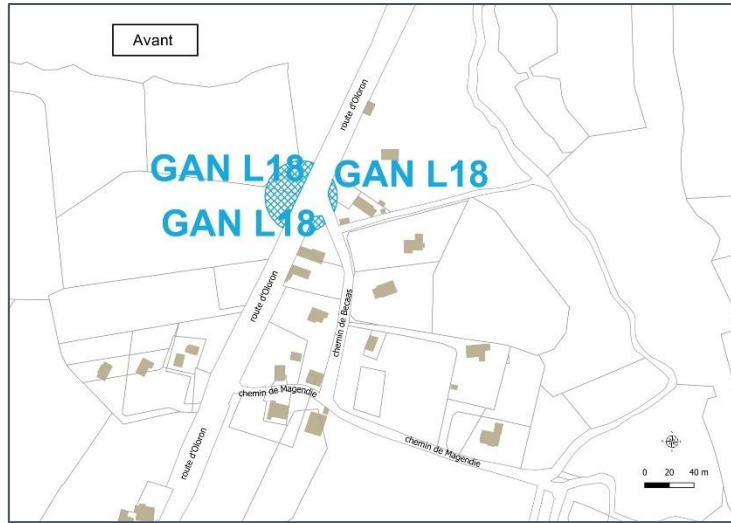 Avant
route d'Oloron
GAN L18
GAN L18
GAN L18
route d'Oloron
chemin de Becaas
chemin de Magendie
route d'Oloron
chemin de Magendie
0 20 40 m